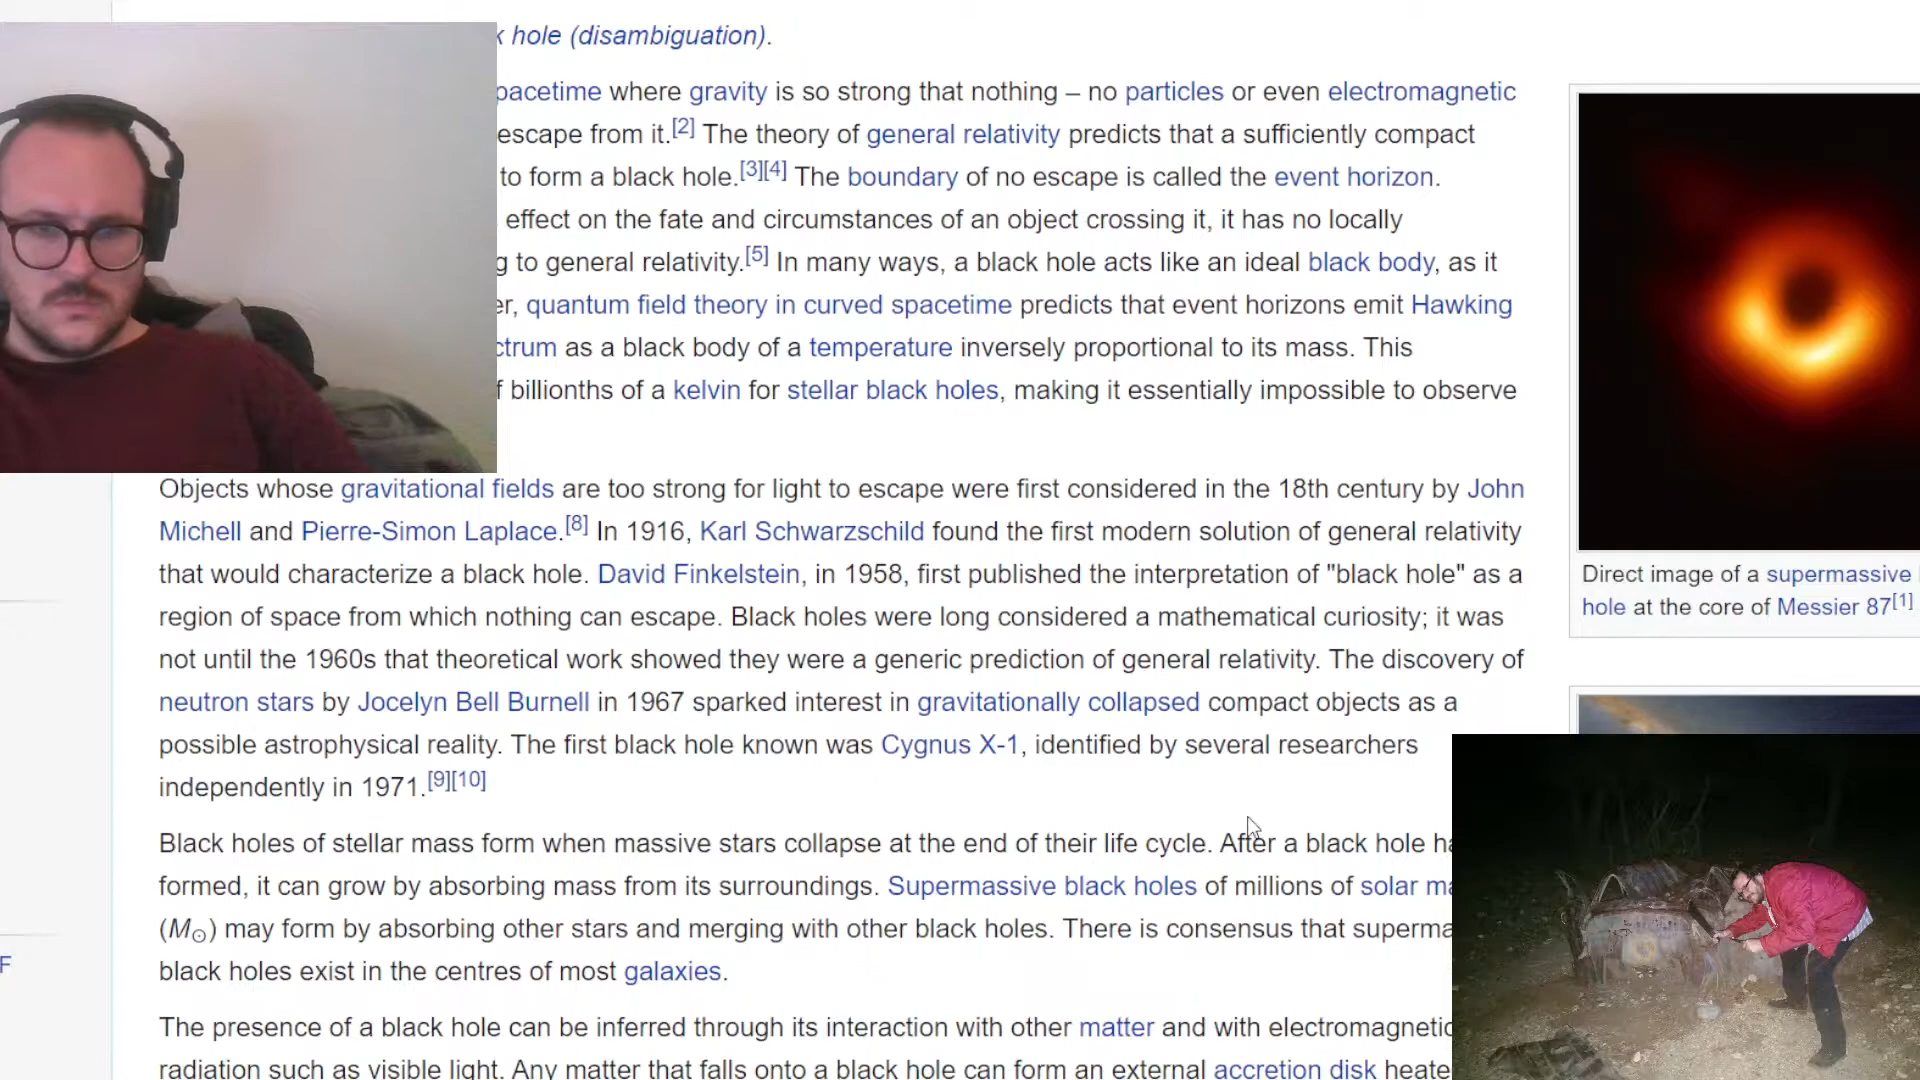 k hole (disambiguation).
pacetime where gravity is so strong that nothing – no particles or even electromagnetic
escape from it.[2] The theory of general relativity predicts that a sufficiently compact
to form a black hole.[3][4] The boundary of no escape is called the event horizon.
effect on the fate and circumstances of an object crossing it, it has no locally
g to general relativity.[5] In many ways, a black hole acts like an ideal black body, as it
er, quantum field theory in curved spacetime predicts that event horizons emit Hawking
ctrum as a black body of a temperature inversely proportional to its mass. This
f billionths of a kelvin for stellar black holes, making it essentially impossible to observe
Objects whose gravitational fields are too strong for light to escape were first considered in the 18th century by John
Michell and Pierre-Simon Laplace.[8] In 1916, Karl Schwarzschild found the first modern solution of general relativity
that would characterize a black hole. David Finkelstein, in 1958, first published the interpretation of "black hole" as a
region of space from which nothing can escape. Black holes were long considered a mathematical curiosity; it was
not until the 1960s that theoretical work showed they were a generic prediction of general relativity. The discovery of
neutron stars by Jocelyn Bell Burnell in 1967 sparked interest in gravitationally collapsed compact objects as a
possible astrophysical reality. The first black hole known was Cygnus X-1, identified by several researchers
independently in 1971.[9][10]
Black holes of stellar mass form when massive stars collapse at the end of their life cycle. After a black hole ha
formed, it can grow by absorbing mass from its surroundings. Supermassive black holes of millions of solar ma
(M☉) may form by absorbing other stars and merging with other black holes. There is consensus that superma
black holes exist in the centres of most galaxies.
The presence of a black hole can be inferred through its interaction with other matter and with electromagnetic
radiation such as visible light. Any matter that falls onto a black hole can form an external accretion disk heate
Direct image of a supermassive
hole at the core of Messier 87[1]
F